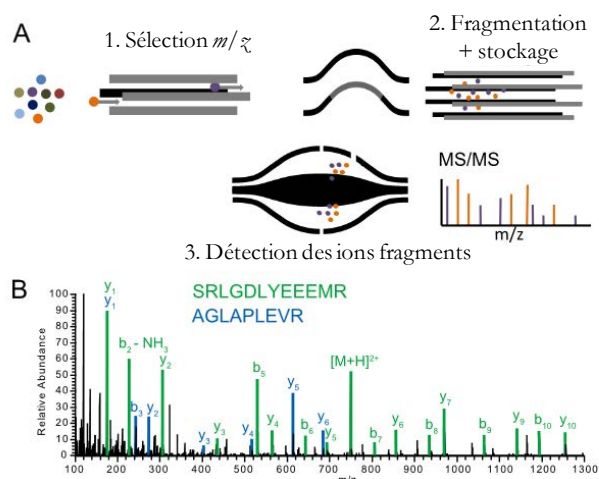 A
1. Sélection m/z
2. Fragmentation
+ stockage
MS/MS
m/z
3. Détection des ions fragments
B
SRLGDLYEEEMR
AGLAPLEVR
Relative Abundance
100
90
80
70
60
50
40
30
20
10
0
y1
y1
b2 - NH3
y2
b3
y2
y3
y3
y4
b5
y4
y5
b6
y6
y5
[M+H]2+
b7
y6
b8
y7
b9
y9
b10
y10
100 200 300 400 500 600 700 800 900 1000 1100 1200 1300
m/z